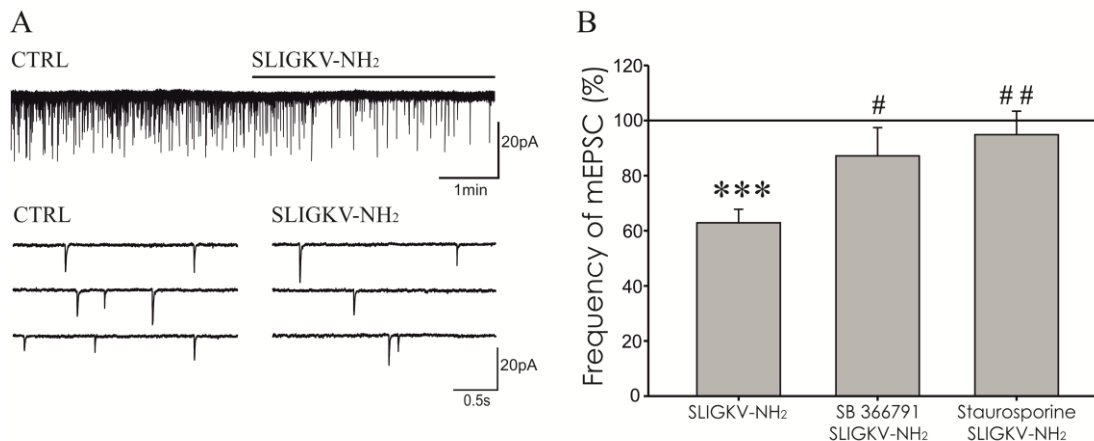 A
CTRL SLIGKV-NH₂
20pA
1min
CTRL SLIGKV-NH₂
20pA
0.5s
B
Frequency of mEPSC (%)
120
100
80
60
40
20
0
***
#
##
SLIGKV-NH₂
SB 366791
SLIGKV-NH₂
Staurosporine
SLIGKV-NH₂